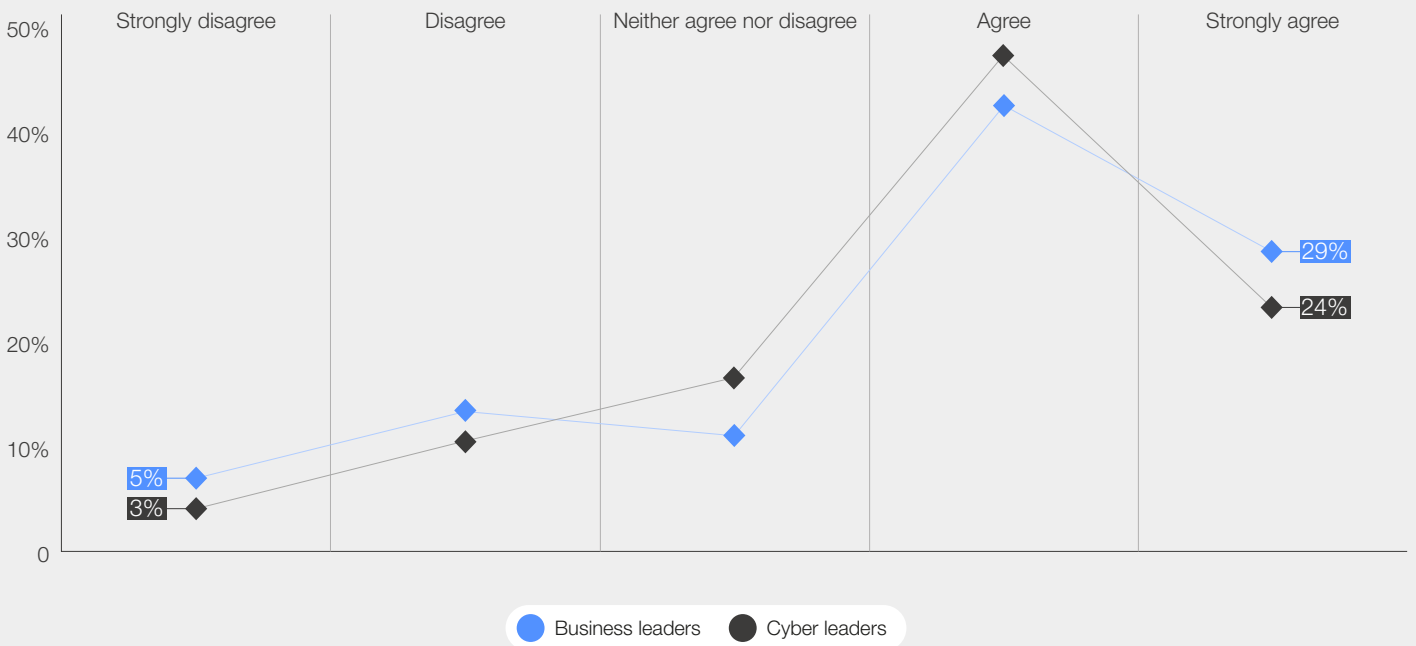 Strongly disagree
Disagree
Neither agree nor disagree
Agree
Strongly agree
50%
40%
30%
29%
24%
20%
10%
5%
3%
0
Business leaders
Cyber leaders